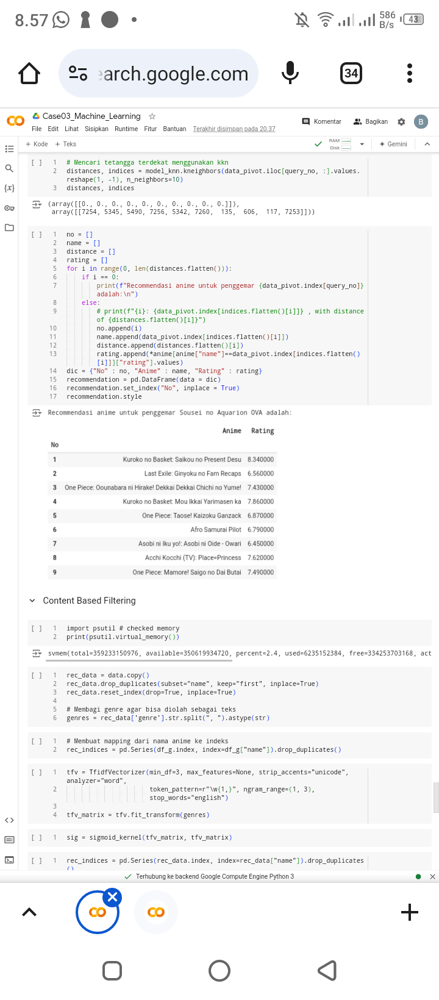 8.57
586
B/s
43
earch.google.com
34
Case03_Machine_Learning
Komentar
Bagikan
B
File Edit Lihat Sisipkan Runtime Fitur Bantuan Terakhir disimpan pada 20.37
+ Kode + Teks
RAM
Disk
Gemini
[ ] 1 # Mencari tetangga terdekat menggunakan kkn
2 distances, indices = model_knn.kneighbors(data_pivot.iloc[query_no, :].values.
reshape(1, -1), n_neighbors=10)
3 distances, indices
(array([[0., 0., 0., 0., 0., 0., 0., 0., 0., 0.]]),
array([[7254, 5345, 5490, 7256, 5342, 7260, 135, 606, 117, 7253]]))
[ ] 1 no = []
2 name = []
3 distance = []
4 rating = []
5 for i in range(0, len(distances.flatten())):
6 if i == 0:
7 print(f"Recommendasi anime untuk penggemar {data_pivot.index[query_no]}
adalah:\n")
8 else:
9 # print(f"{i}: {data_pivot.index[indices.flatten()[i]]} , with distance
of {distances.flatten()[i]}")
10 no.append(i)
11 name.append(data_pivot.index[indices.flatten()[i]])
12 distance.append(distances.flatten()[i])
13 rating.append(*anime[anime["name"]==data_pivot.index[indices.flatten()
[i]]]["rating"].values)
14 dic = {"No" : no, "Anime" : name, "Rating" : rating}
15 recommendation = pd.DataFrame(data = dic)
16 recommendation.set_index("No", inplace = True)
17 recommendation.style
Recommendasi anime untuk penggemar Sousei no Aquarion OVA adalah:
Anime Rating
No
1 Kuroko no Basket: Saikou no Present Desu 8.340000
2 Last Exile: Ginyoku no Fam Recaps 6.560000
3 One Piece: Oounabara ni Hirake! Dekkai Dekkai Chichi no Yume! 7.430000
4 Kuroko no Basket: Mou Ikkai Yarimasen ka 7.860000
5 One Piece: Taose! Kaizoku Ganzack 6.870000
6 Afro Samurai Pilot 6.790000
7 Asobi ni Iku yo!: Asobi ni Oide - Owari 6.450000
8 Acchi Kocchi (TV): Place=Princess 7.620000
9 One Piece: Mamore! Saigo no Dai Butai 7.490000
Content Based Filtering
[ ] 1 import psutil # checked memory
2 print(psutil.virtual_memory())
svmem(total=359233150976, available=350619934720, percent=2.4, used=6235152384, free=334253703168, act
[ ] 1 rec_data = data.copy()
2 rec_data.drop_duplicates(subset="name", keep="first", inplace=True)
3 rec_data.reset_index(drop=True, inplace=True)
4
5 # Membagi genre agar bisa diolah sebagai teks
6 genres = rec_data['genre'].str.split(", ").astype(str)
[ ] 1 # Membuat mapping dari nama anime ke indeks
2 rec_indices = pd.Series(df_g.index, index=df_g["name"]).drop_duplicates()
[ ] 1 tfv = TfidfVectorizer(min_df=3, max_features=None, strip_accents="unicode",
analyzer="word",
2 token_pattern=r"\w{1,}", ngram_range=(1, 3),
stop_words="english")
3
4 tfv_matrix = tfv.fit_transform(genres)
[ ] 1 sig = sigmoid_kernel(tfv_matrix, tfv_matrix)
[ ] 1 rec_indices = pd.Series(rec_data.index, index=rec_data["name"]).drop_duplicates
()
Terhubung ke backend Google Compute Engine Python 3